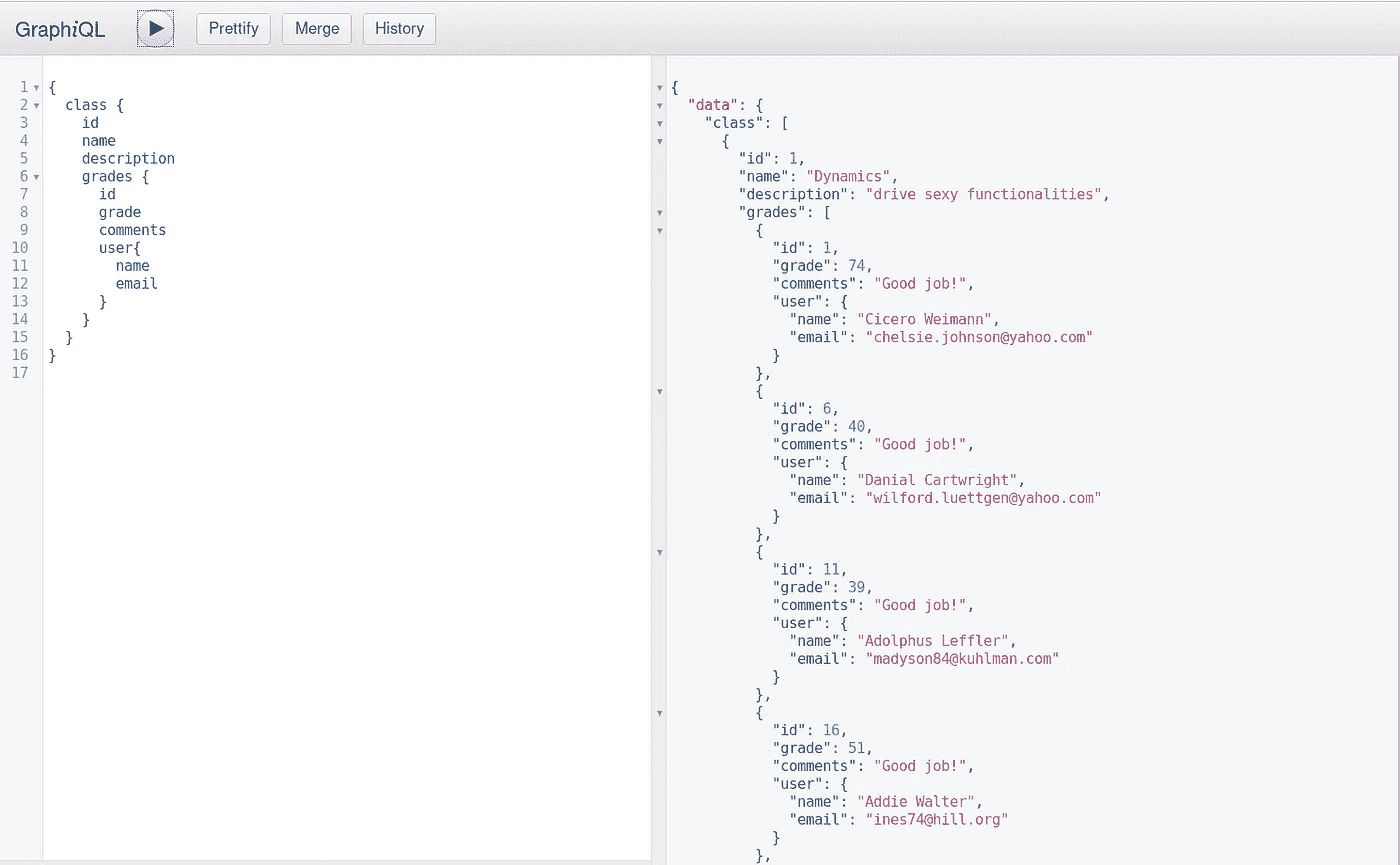 GraphiQL Prettify Merge History
1 {
2   class {
3     id
4     name
5     description
6     grades {
7       id
8       grade
9       comments
10       user{
11         name
12         email
13       }
14     }
15   }
16 }
17
{
  "data": {
    "class": [
      {
        "id": 1,
        "name": "Dynamics",
        "description": "drive sexy functionalities",
        "grades": [
          {
            "id": 1,
            "grade": 74,
            "comments": "Good job!",
            "user": {
              "name": "Cicero Weimann",
              "email": "chelsie.johnson@yahoo.com"
            }
          },
          {
            "id": 6,
            "grade": 40,
            "comments": "Good job!",
            "user": {
              "name": "Danial Cartwright",
              "email": "wilford.luettgen@yahoo.com"
            }
          },
          {
            "id": 11,
            "grade": 39,
            "comments": "Good job!",
            "user": {
              "name": "Adolphus Leffler",
              "email": "madyson84@kuhlman.com"
            }
          },
          {
            "id": 16,
            "grade": 51,
            "comments": "Good job!",
            "user": {
              "name": "Addie Walter",
              "email": "ines74@hill.org"
            }
          },